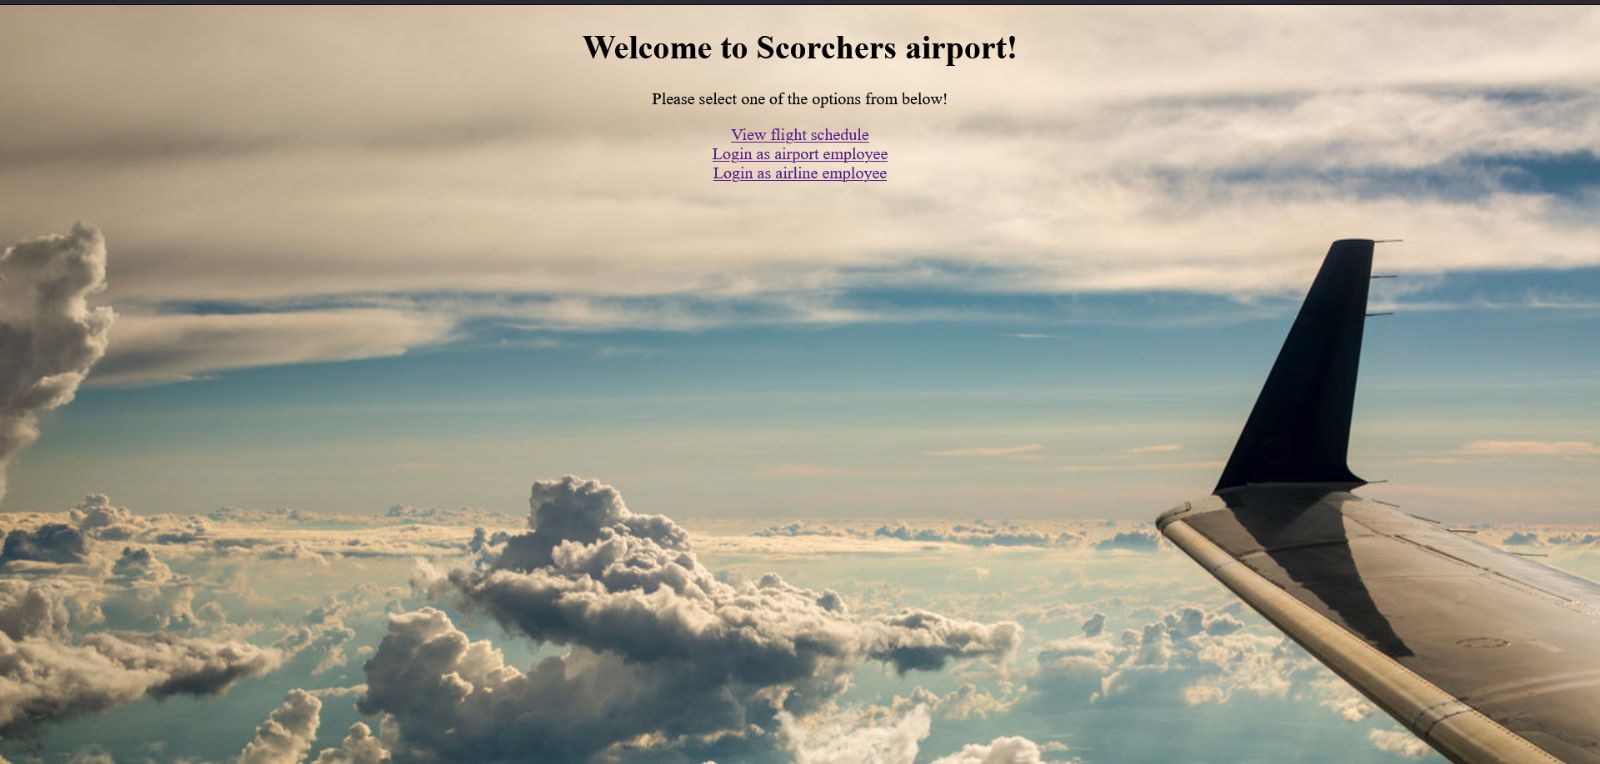 Welcome to Scorchers airport!
Please select one of the options from below!
View flight schedule
Login as airport employee
Login as airline employee